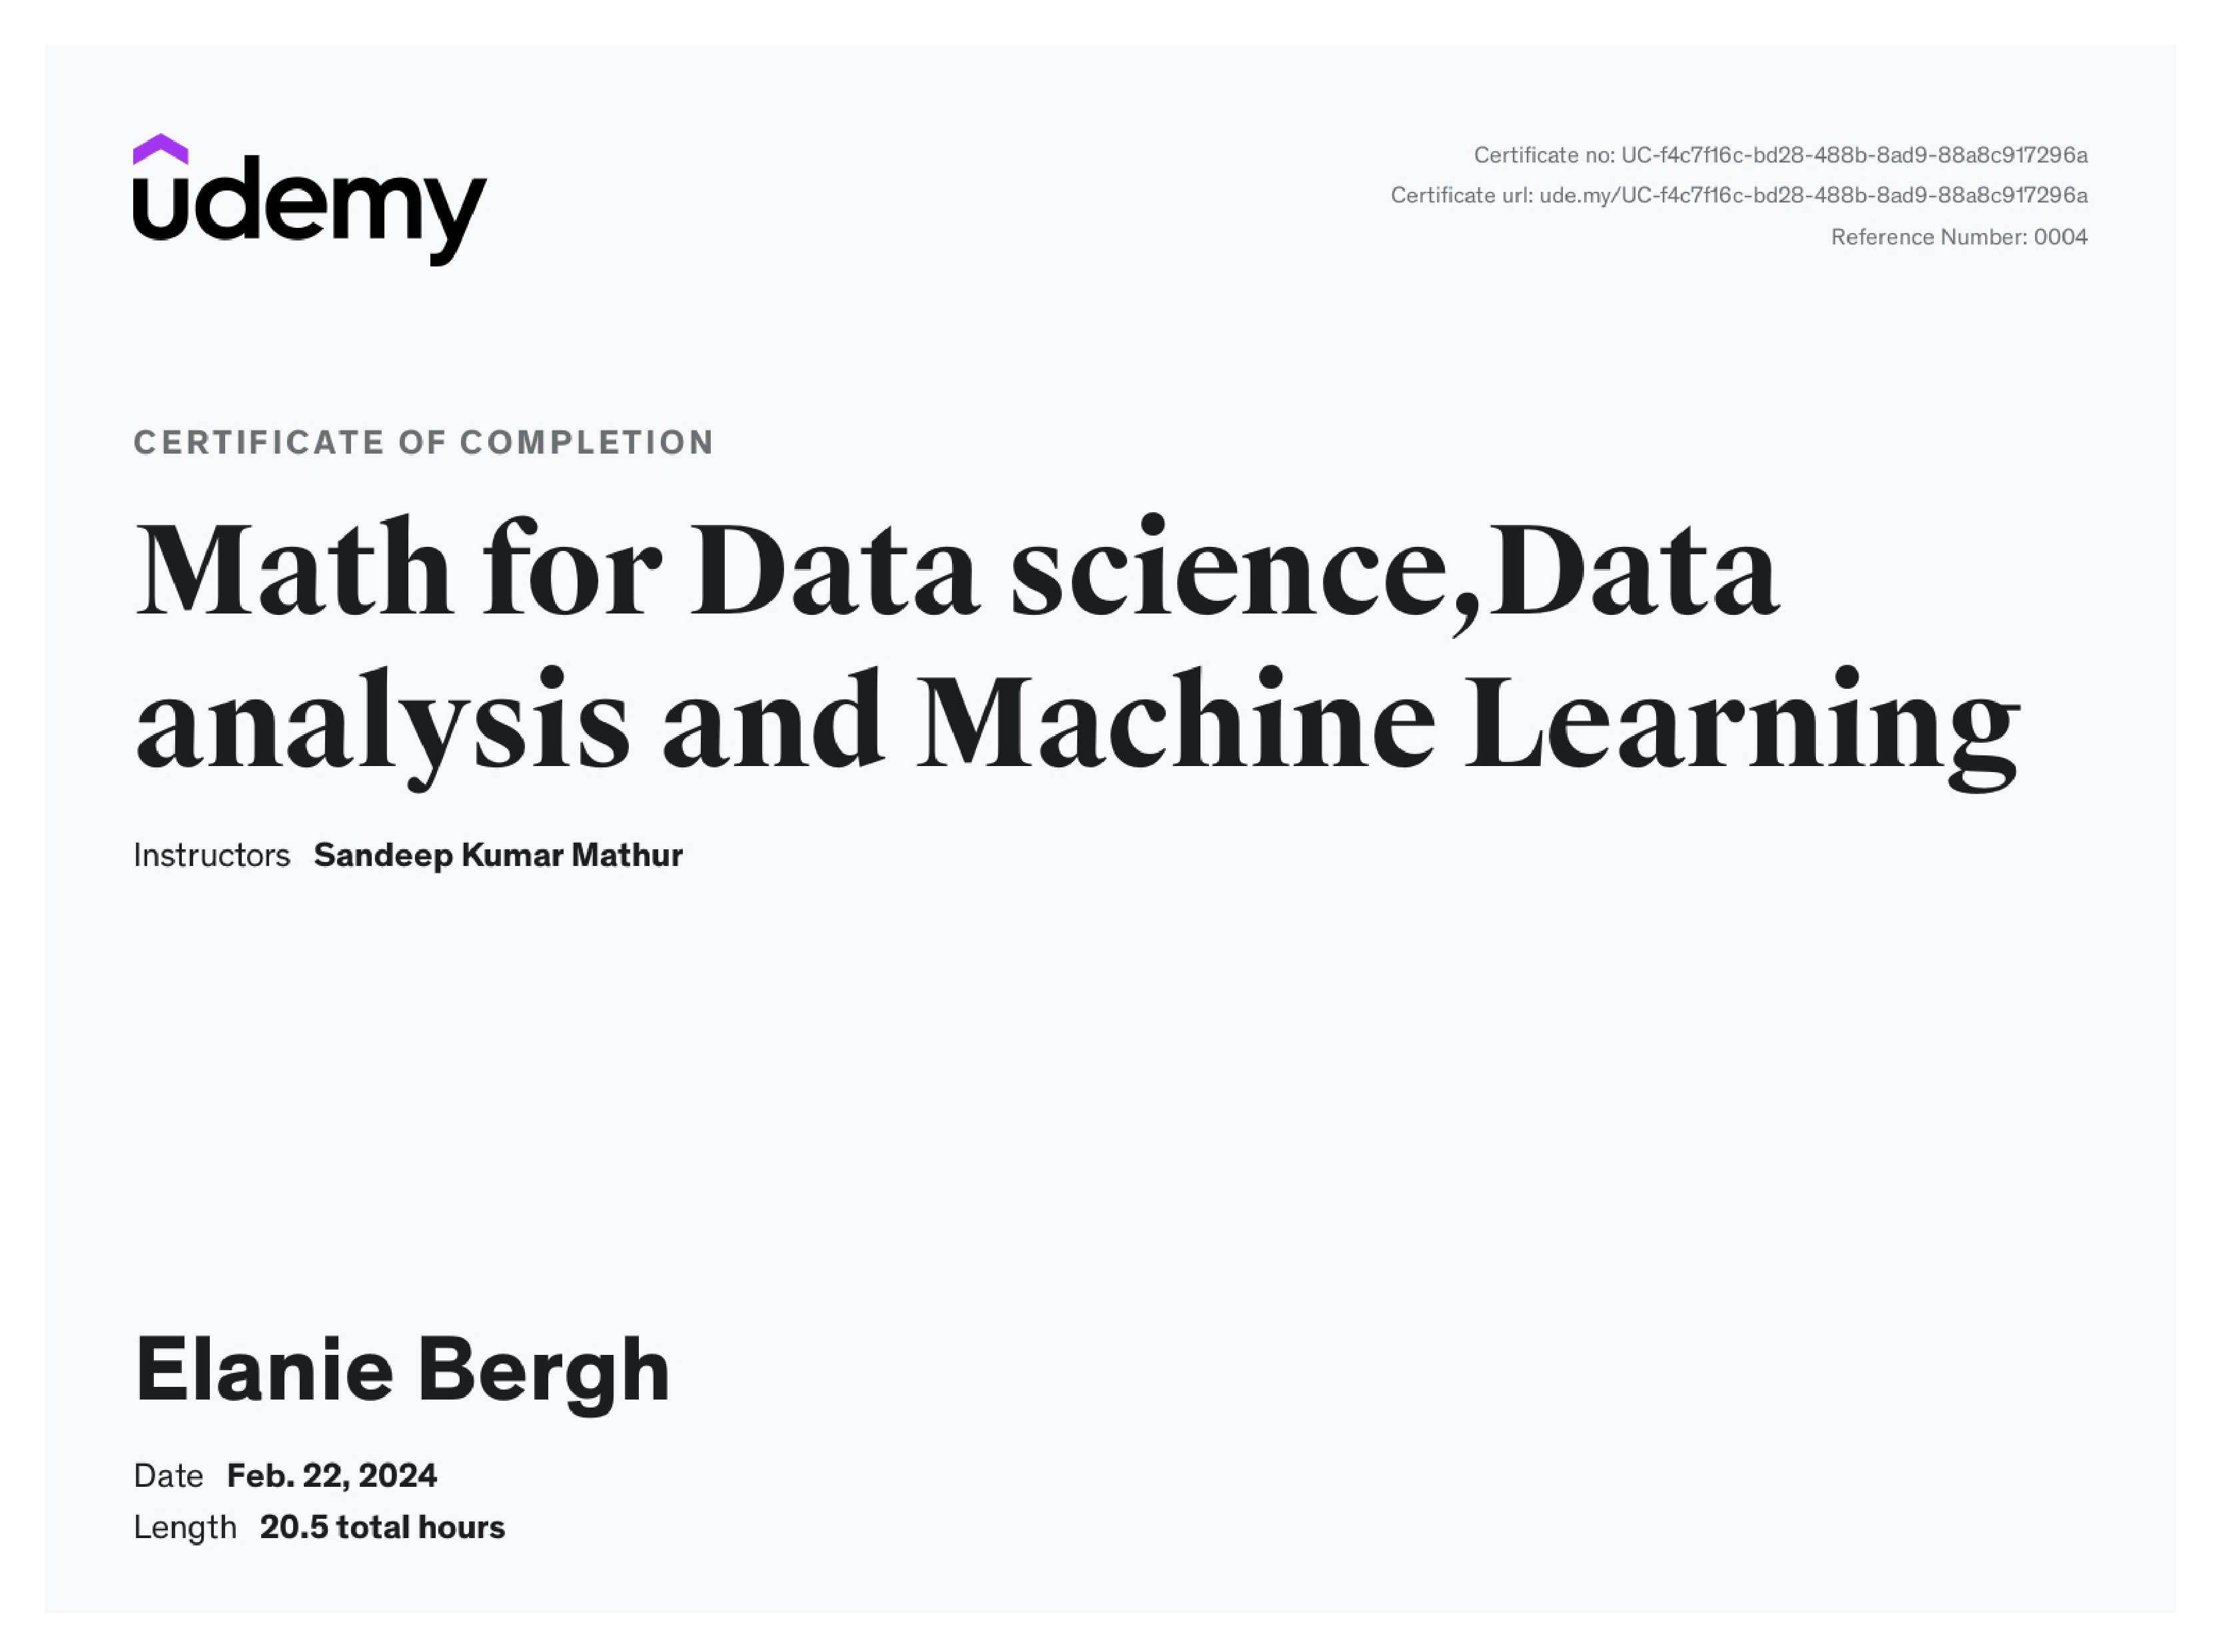 udemy
Certificate no: UC-f4c7f16c-bd28-488b-8ad9-88a8c917296a
Certificate url: ude.my/UC-f4c7f16c-bd28-488b-8ad9-88a8c917296a
Reference Number: 0004
CERTIFICATE OF COMPLETION
Math for Data science,Data
analysis and Machine Learning
Instructors Sandeep Kumar Mathur
Elanie Bergh
Date Feb. 22, 2024
Length 20.5 total hours